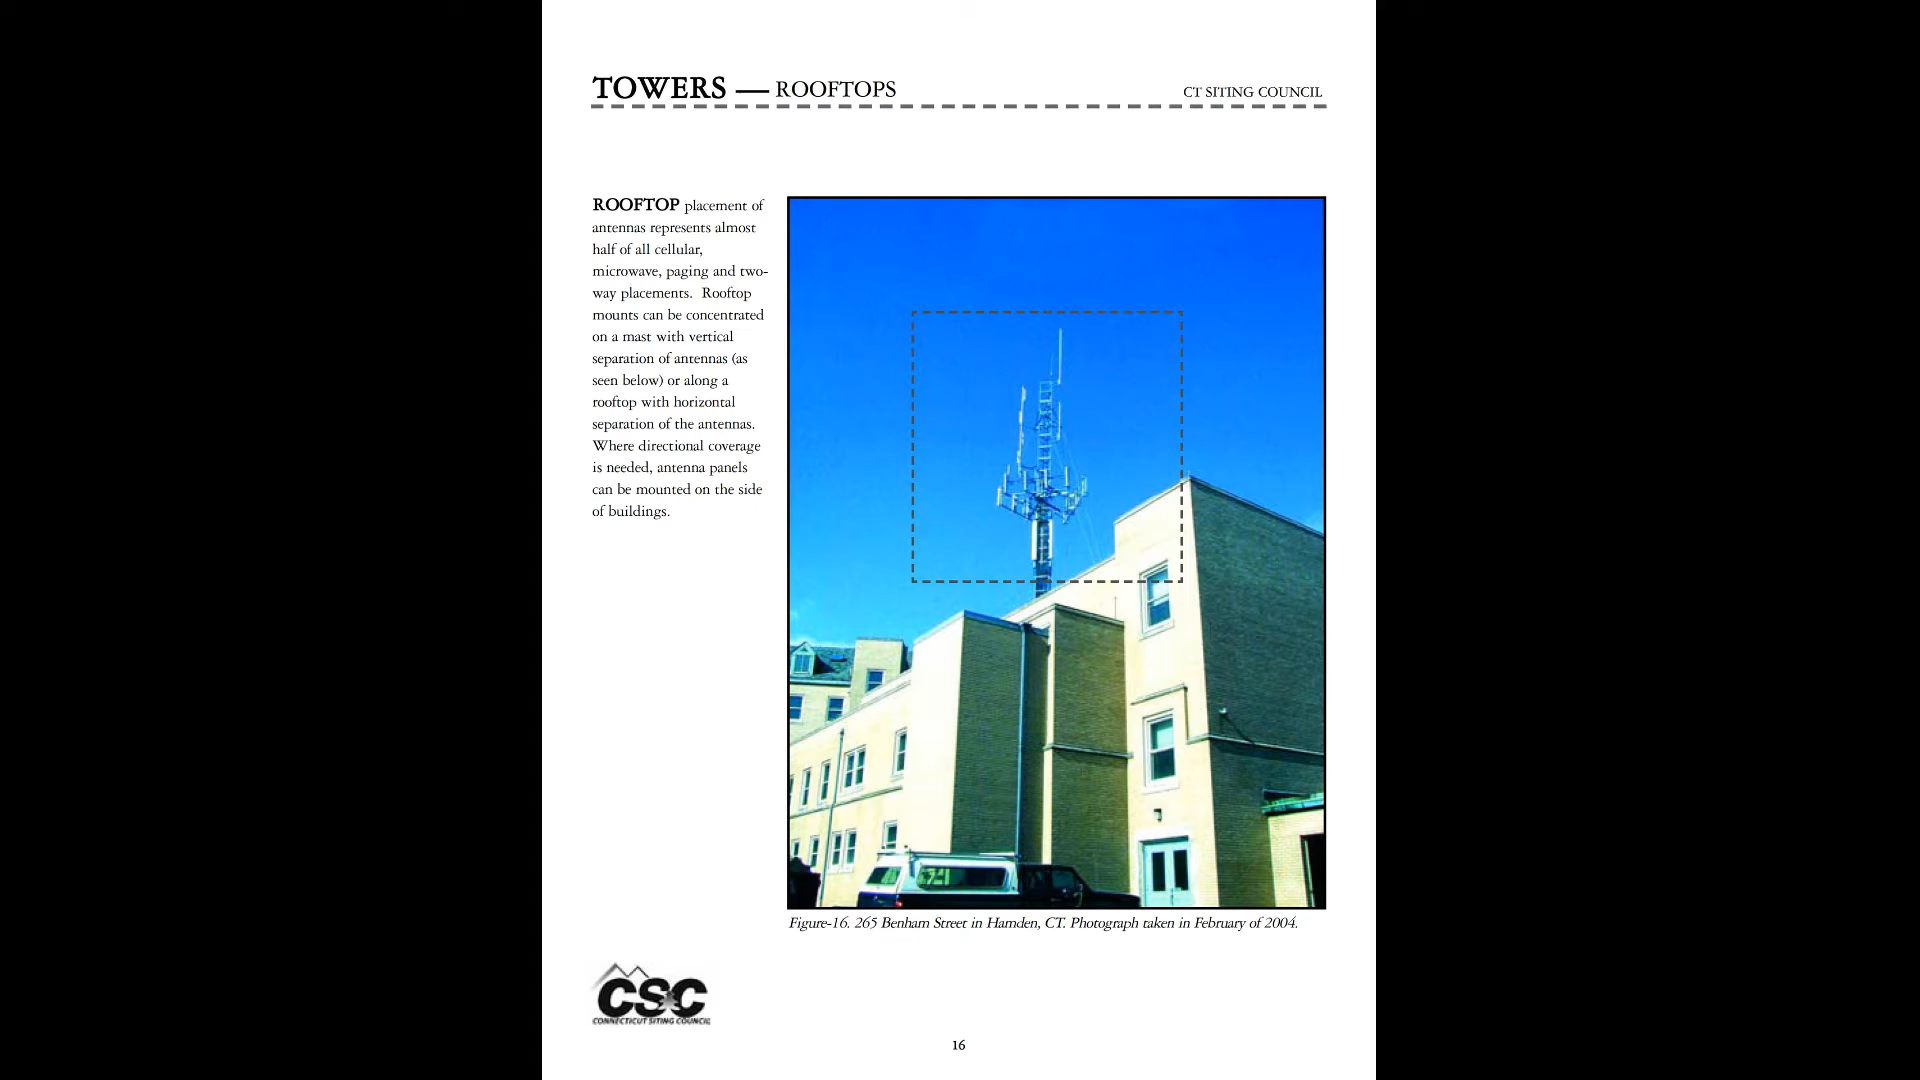 TOWERS — ROOFTOPS
CT SITING COUNCIL
ROOFTOP placement of
antennas represents almost
half of all cellular,
microwave, paging and two-
way placements. Rooftop
mounts can be concentrated
on a mast with vertical
separation of antennas (as
seen below) or along a
rooftop with horizontal
separation of the antennas.
Where directional coverage
is needed, antenna panels
can be mounted on the side
of buildings.
Figure-16. 265 Benham Street in Hamden, CT. Photograph taken in February of 2004.
CSC
CONNECTICUT SITING COUNCIL
16